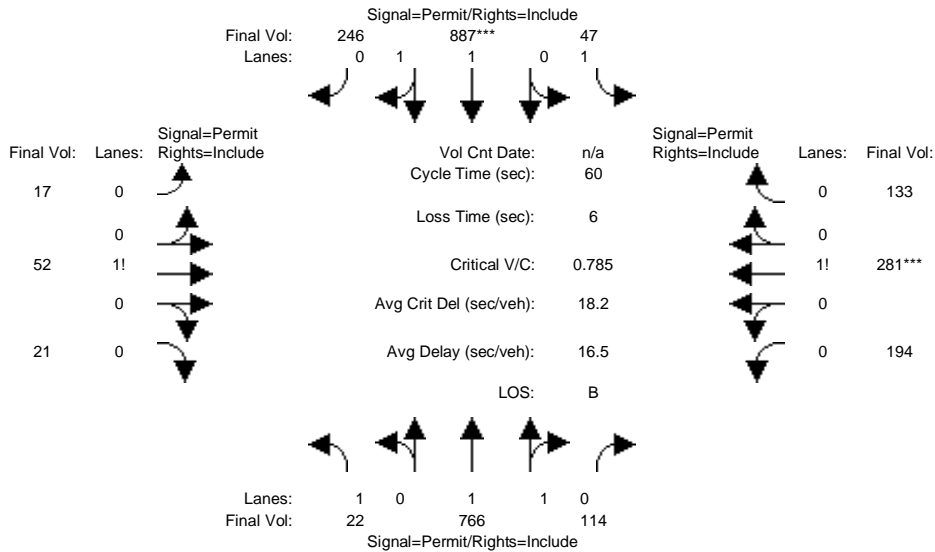 Signal=Permit/Rights=Include
Final Vol: 246 887*** 47
Lanes: 0 1 1 0 1
Signal=Permit Signal=Permit
Final Vol: Lanes: Rights=Include Vol Cnt Date: n/a Rights=Include Lanes: Final Vol:
Cycle Time (sec): 60
17 0 0 133
Loss Time (sec): 6
0 0
52 1! Critical V/C: 0.785 1! 281***
0 Avg Crit Del (sec/veh): 18.2 0
21 0 Avg Delay (sec/veh): 16.5 0 194
LOS: B
Lanes: 1 0 1 1 0
Final Vol: 22 766 114
Signal=Permit/Rights=Include